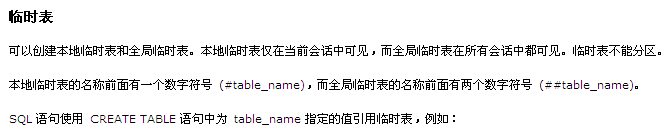 临时表
可以创建本地临时表和全局临时表。本地临时表仅在当前会话中可见，而全局临时表在所有会话中都可见。临时表不能分区。
本地临时表的名称前面有一个数字符号 (#table_name)，而全局临时表的名称前面有两个数字符号 (##table_name)。
SQL 语句使用 CREATE TABLE 语句中为 table_name 指定的值引用临时表，例如：